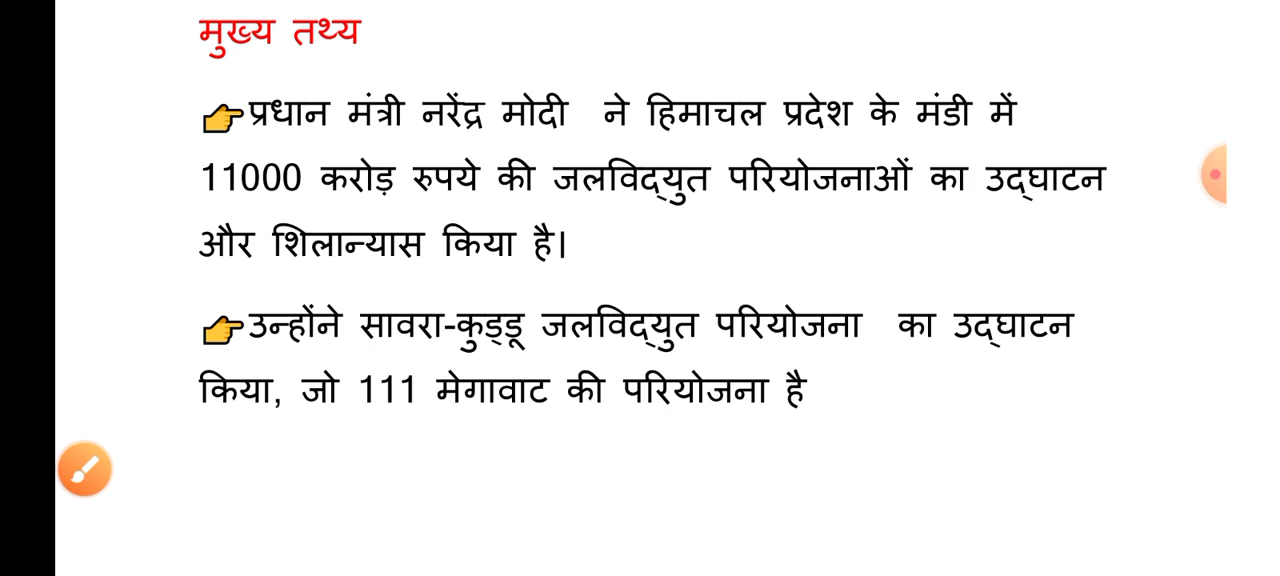 मुख्य तथ्य
👉प्रधान मंत्री नरेंद्र मोदी ने हिमाचल प्रदेश के मंडी में
11000 करोड़ रुपये की जलविद्युत परियोजनाओं का उद्घाटन
और शिलान्यास किया है।
👉उन्होंने सावरा-कुड्डू जलविद्युत परियोजना का उद्घाटन
किया, जो 111 मेगावाट की परियोजना है